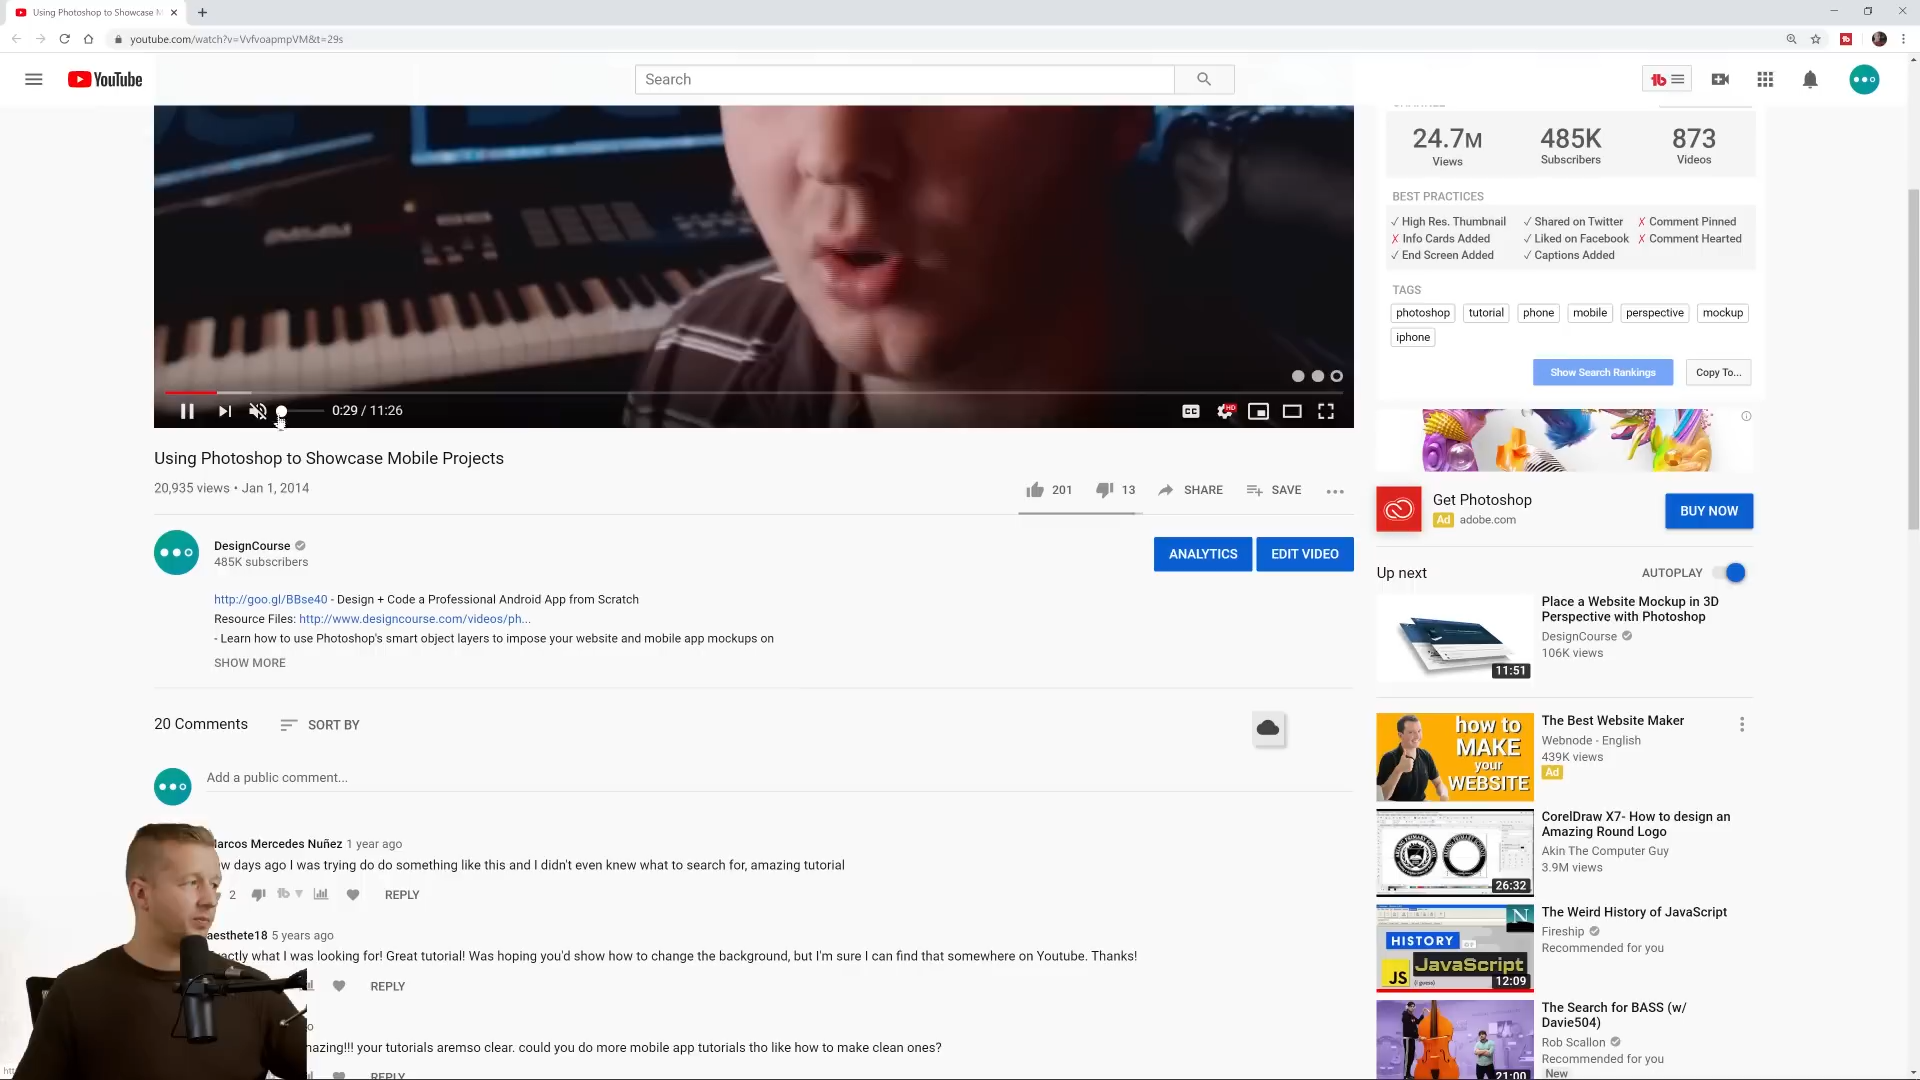 Using Photoshop to Showcase M
youtube.com/watch?v=VvfvoapmpVM&t=29s
YouTube
Search
tb
24.7M
485K
873
Views
Subscribers
Videos
BEST PRACTICES
✓ High Res. Thumbnail ✓ Shared on Twitter ✗ Comment Pinned
✗ Info Cards Added ✓ Liked on Facebook ✗ Comment Hearted
✓ End Screen Added ✓ Captions Added
TAGS
photoshop tutorial phone mobile perspective mockup
iphone
Show Search Rankings Copy To...
0:29 / 11:26
CC HD
Using Photoshop to Showcase Mobile Projects
20,935 views • Jan 1, 2014
201 13 SHARE SAVE
DesignCourse
485K subscribers
ANALYTICS EDIT VIDEO
http://goo.gl/BBse40 - Design + Code a Professional Android App from Scratch
Resource Files: http://www.designcourse.com/videos/ph...
- Learn how to use Photoshop's smart object layers to impose your website and mobile app mockups on
SHOW MORE
20 Comments SORT BY
Add a public comment...
Mercedes Nuñez 1 year ago
days ago I was trying do do something like this and I didn't even knew what to search for, amazing tutorial
2 REPLY
aesthete18 5 years ago
what I was looking for! Great tutorial! Was hoping you'd show how to change the background, but I'm sure I can find that somewhere on Youtube. Thanks!
REPLY
your tutorials aremso clear. could you do more mobile app tutorials tho like how to make clean ones?
REPLY
Get Photoshop
Ad adobe.com
BUY NOW
Up next AUTOPLAY
Place a Website Mockup in 3D
Perspective with Photoshop
DesignCourse
106K views
11:51
how to
MAKE
your
WEBSITE
The Best Website Maker
Webnode - English
439K views
Ad
CorelDraw X7- How to design an
Amazing Round Logo
Akin The Computer Guy
3.9M views
26:32
HISTORY
OF
JavaScript
JS
(I guess)
N
12:09
The Weird History of JavaScript
Fireship
Recommended for you
The Search for BASS (w/
Davie504)
Rob Scallon
Recommended for you
New
21:00